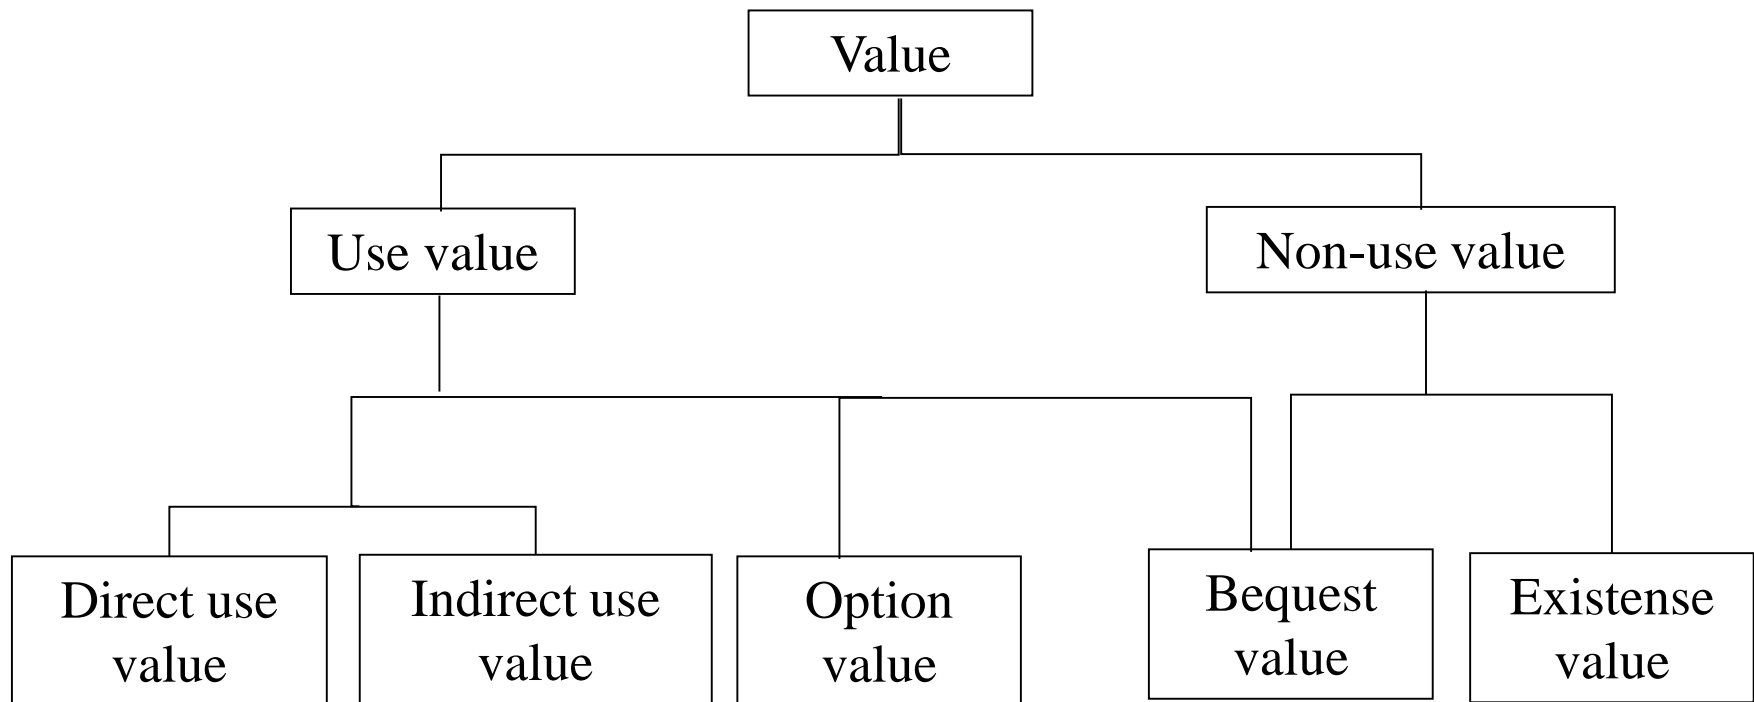 Value
Use value
Non-use value
Direct use
value
Indirect use
value
Option
value
Bequest
value
Existense
value